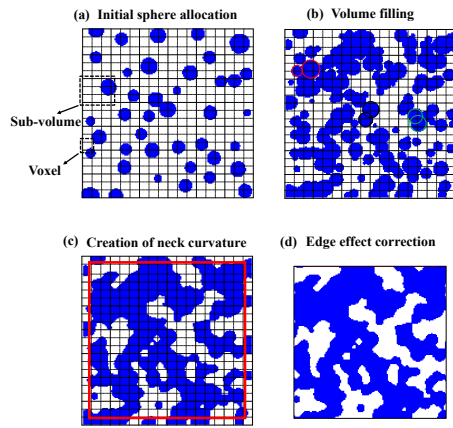 (a) Initial sphere allocation
(b) Volume filling
Sub-volume
Voxel
(c) Creation of neck curvature
(d) Edge effect correction